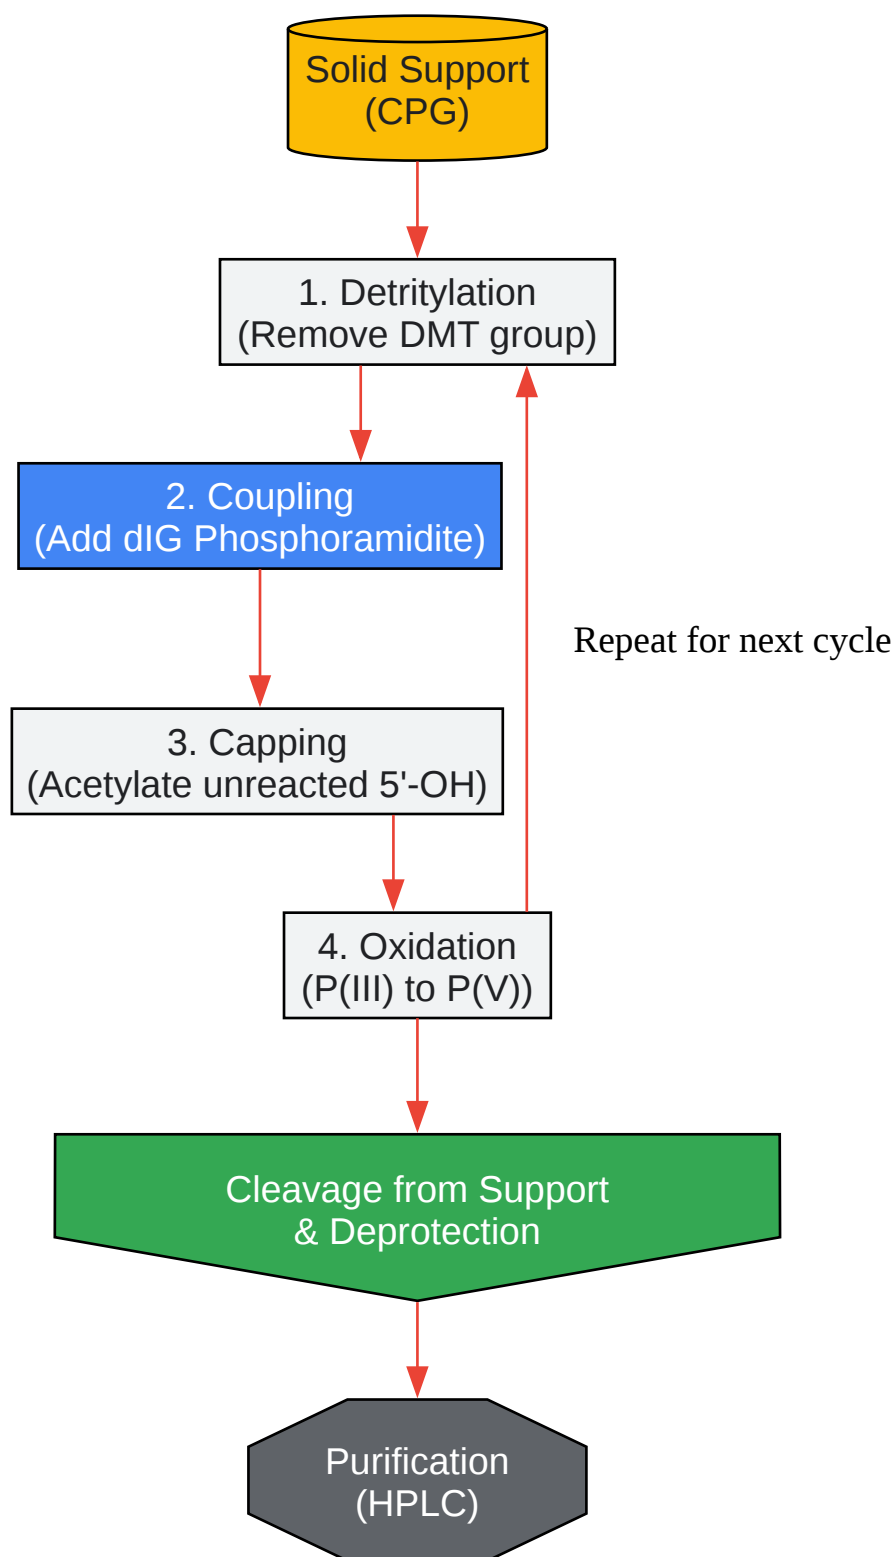 Solid Support
(CPG)
1. Detritylation
(Remove DMT group)
2. Coupling
(Add dIG Phosphoramidite)
Repeat for next cycle
3. Capping
(Acetylate unreacted 5'-OH)
4. Oxidation
(P(III) to P(V))
Cleavage from Support
& Deprotection
Purification
(HPLC)